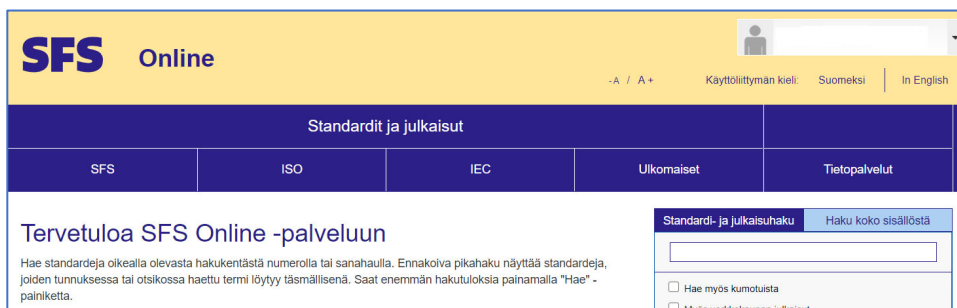 SFS Online
-A / A+ Käyttöliittymän kieli: Suomeksi In English
Standardit ja julkaisut
SFS ISO IEC Ulkomaiset Tietopalvelut
Tervetuloa SFS Online -palveluun
Hae standardeja oikealla olevasta hakukentästä numerolla tai sanahaulla. Ennakoiva pikahaku näyttää standardeja,
joiden tunnuksessa tai otsikossa haettu termi löytyy täsmällisenä. Saat enemmän hakutuloksia painamalla "Hae" -
painiketta.
Standardi- ja julkaisuhaku Haku koko sisällöstä
Hae myös kumotuista